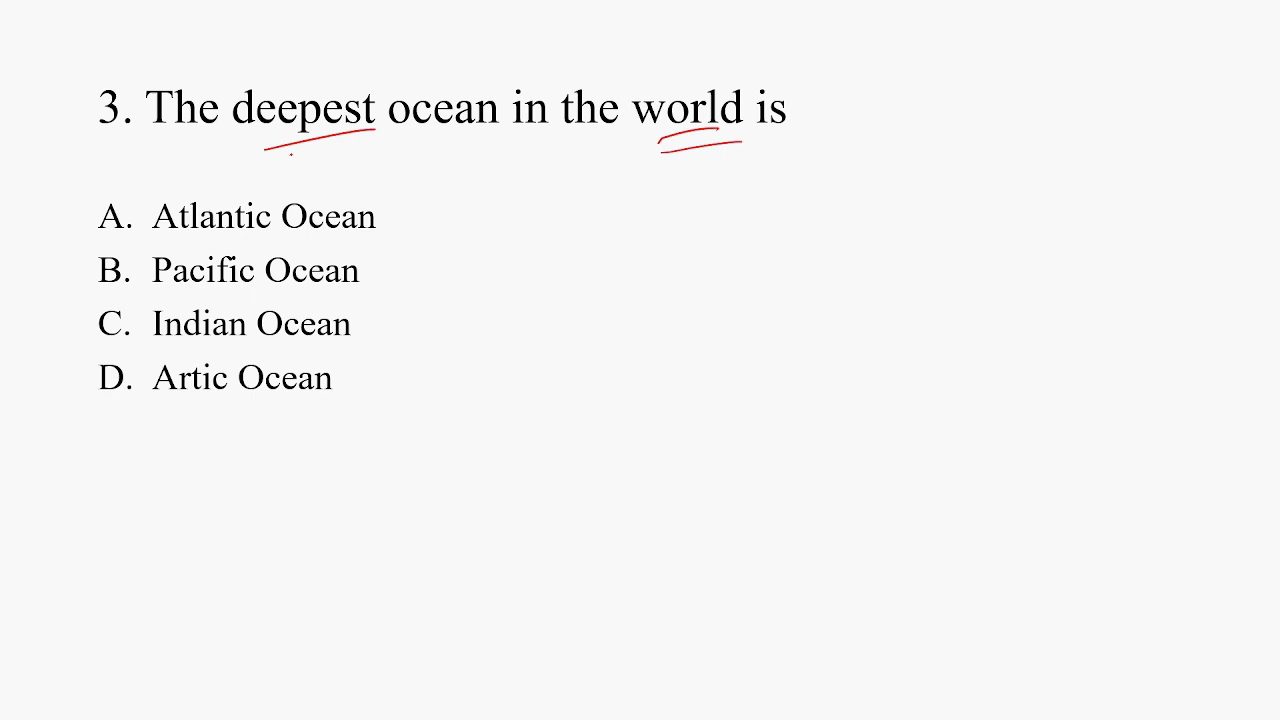 3. The deepest ocean in the world is
A. Atlantic Ocean
B. Pacific Ocean
C. Indian Ocean
D. Artic Ocean